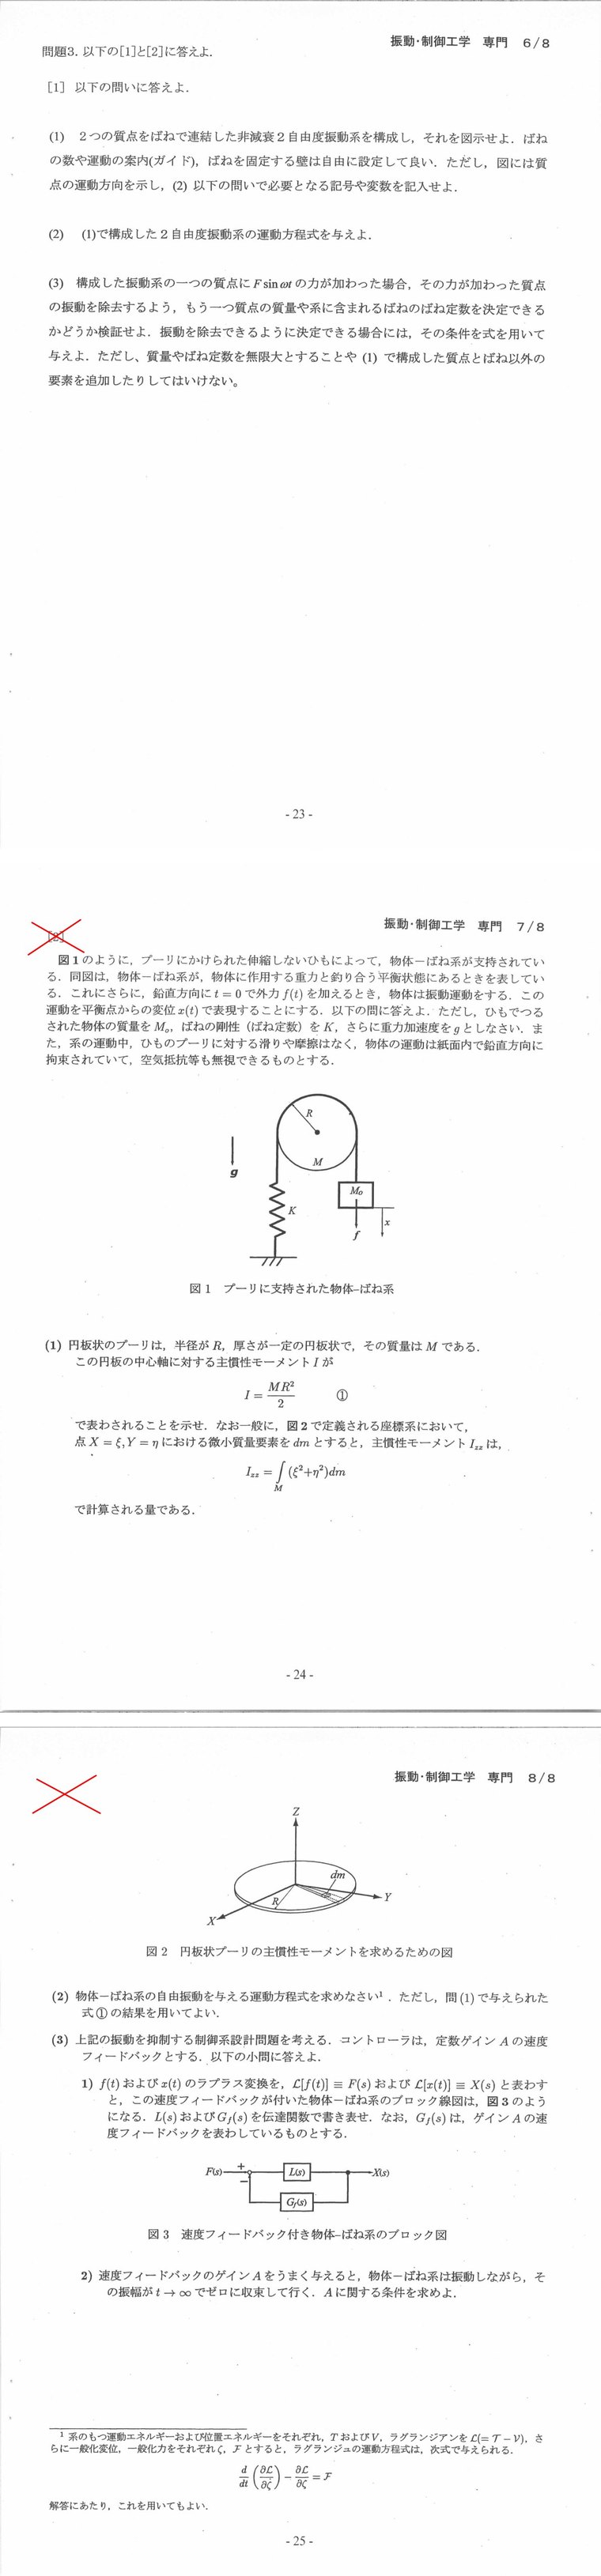 振動・制御工学 専門 6/8
問題3. 以下の[1]と[2]に答えよ.
[1] 以下の問いに答えよ.
(1) 2つの質点をばねで連結した非減衰2自由度振動系を構成し，それを図示せよ．ばね
の数や運動の案内(ガイド)，ばねを固定する壁は自由に設定して良い．ただし，図には質
点の運動方向を示し，(2) 以下の問いで必要となる記号や変数を記入せよ．
(2) (1)で構成した2自由度振動系の運動方程式を与えよ．
(3) 構成した振動系の一つの質点に F sin ωt の力が加わった場合，その力が加わった質点
の振動を除去するよう，もう一つ質点の質量や系に含まれるばねのばね定数を決定できる
かどうか検証せよ．振動を除去できるように決定できる場合には，その条件を式を用いて
与えよ．ただし、質量やばね定数を無限大とすることや (1) で構成した質点とばね以外の
要素を追加したりしてはいけない。
- 23 -
振動・制御工学 専門 7/8
[2]
図1のように，プーリにかけられた伸縮しないひもによって，物体－ばね系が支持されてい
る．同図は，物体－ばね系が，物体に作用する重力と釣り合う平衡状態にあるときを表してい
る．これにさらに，鉛直方向に t = 0 で外力 f(t) を加えるとき，物体は振動運動をする．この
運動を平衡点からの変位 x(t) で表現することにする．以下の問に答えよ．ただし，ひもでつる
された物体の質量を M₀，ばねの剛性（ばね定数）を K，さらに重力加速度を g としなさい．ま
た，系の運動中，ひものプーリに対する滑りや摩擦はなく，物体の運動は紙面内で鉛直方向に
拘束されていて，空気抵抗等も無視できるものとする．
R
M
g
K
M₀
f
x
図1 プーリに支持された物体–ばね系
(1) 円板状のプーリは，半径が R，厚さが一定の円板状で，その質量は M である．
この円板の中心軸に対する主慣性モーメント I が
I = MR²/2 ①
で表わされることを示せ．なお一般に，図2で定義される座標系において，
点 X = ξ, Y = η における微小質量要素を dm とすると，主慣性モーメント I_zz は，
I_zz = ∫_M (ξ²+η²)dm
で計算される量である．
- 24 -
振動・制御工学 専門 8/8
Z
dm
R
Y
X
図2 円板状プーリの主慣性モーメントを求めるための図
(2) 物体－ばね系の自由振動を与える運動方程式を求めなさい¹．ただし，問(1)で与えられた
式①の結果を用いてよい．
(3) 上記の振動を抑制する制御系設計問題を考える．コントローラは，定数ゲイン A の速度
フィードバックとする．以下の小問に答えよ．
1) f(t) および x(t) のラプラス変換を，ℒ[f(t)] ≡ F(s) および ℒ[x(t)] ≡ X(s) と表わす
と，この速度フィードバックが付いた物体－ばね系のブロック線図は，図3のよう
になる．L(s) および G_f(s) を伝達関数で書き表せ．なお，G_f(s) は，ゲイン A の速
度フィードバックを表わしているものとする．
F(s) + − L(s) X(s)
G_f(s)
図3 速度フィードバック付き物体–ばね系のブロック図
2) 速度フィードバックのゲイン A をうまく与えると，物体－ばね系は振動しながら，そ
の振幅が t → ∞ でゼロに収束して行く．A に関する条件を求めよ．
¹ 系のもつ運動エネルギーおよび位置エネルギーをそれぞれ，T および V，ラグランジアンを ℒ(= T − V)，さ
らに一般化変位，一般化力をそれぞれ ζ，F とすると，ラグランジュの運動方程式は，次式で与えられる．
d/dt (∂ℒ/∂ζ̇) − ∂ℒ/∂ζ = F
解答にあたり，これを用いてもよい．
- 25 -